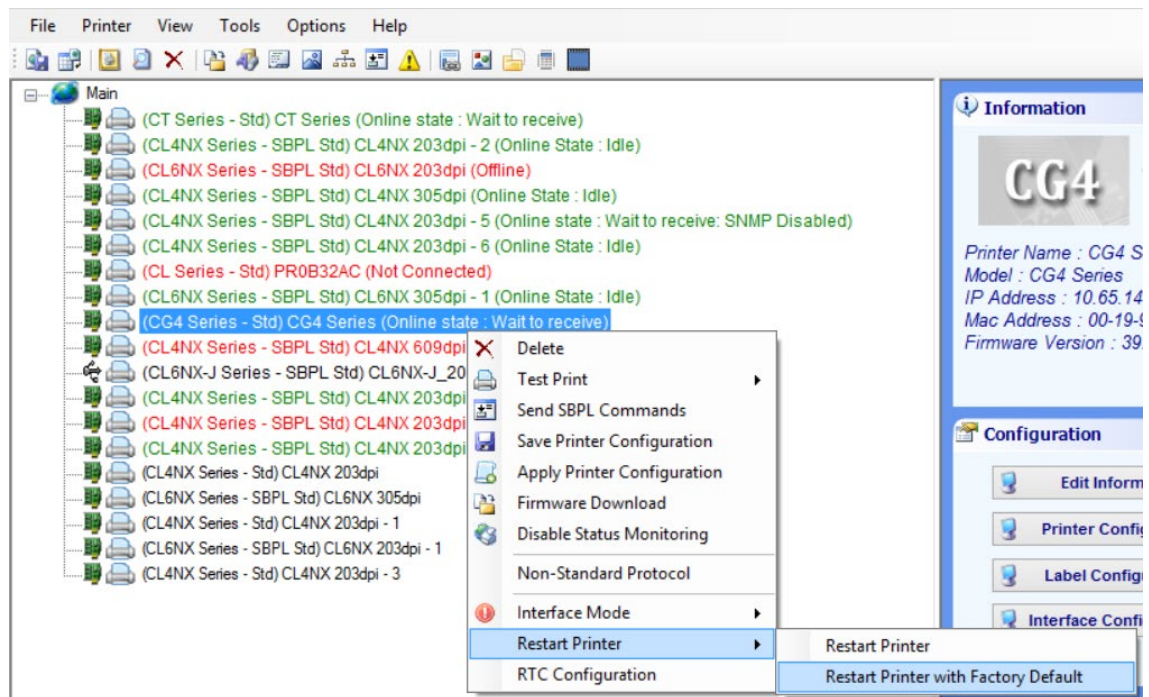 File Printer View Tools Options Help
Main
(CT Series - Std) CT Series (Online state : Wait to receive)
(CL4NX Series - SBPL Std) CL4NX 203dpi - 2 (Online State : Idle)
(CL6NX Series - SBPL Std) CL6NX 203dpi (Offline)
(CL4NX Series - SBPL Std) CL4NX 305dpi (Online State : Idle)
(CL4NX Series - SBPL Std) CL4NX 203dpi - 5 (Online state : Wait to receive: SNMP Disabled)
(CL4NX Series - SBPL Std) CL4NX 203dpi - 6 (Online State : Idle)
(CL Series - Std) PR0B32AC (Not Connected)
(CL6NX Series - SBPL Std) CL6NX 305dpi - 1 (Online State : Idle)
(CG4 Series - Std) CG4 Series (Online state : Wait to receive)
(CL4NX Series - SBPL Std) CL4NX 609dpi
(CL6NX-J Series - SBPL Std) CL6NX-J_20
(CL4NX Series - SBPL Std) CL4NX 203dpi
(CL4NX Series - SBPL Std) CL4NX 203dpi
(CL4NX Series - SBPL Std) CL4NX 203dpi
(CL4NX Series - Std) CL4NX 203dpi
(CL6NX Series - SBPL Std) CL6NX 305dpi
(CL4NX Series - Std) CL4NX 203dpi - 1
(CL6NX Series - SBPL Std) CL6NX 203dpi - 1
(CL4NX Series - Std) CL4NX 203dpi - 3
Delete
Test Print
Send SBPL Commands
Save Printer Configuration
Apply Printer Configuration
Firmware Download
Disable Status Monitoring
Non-Standard Protocol
Interface Mode
Restart Printer
RTC Configuration
Restart Printer
Restart Printer with Factory Default
Information
CG4
Printer Name : CG4 S
Model : CG4 Series
IP Address : 10.65.14
Mac Address : 00-19-9
Firmware Version : 39.
Configuration
Edit Inform
Printer Config
Label Config
Interface Confi